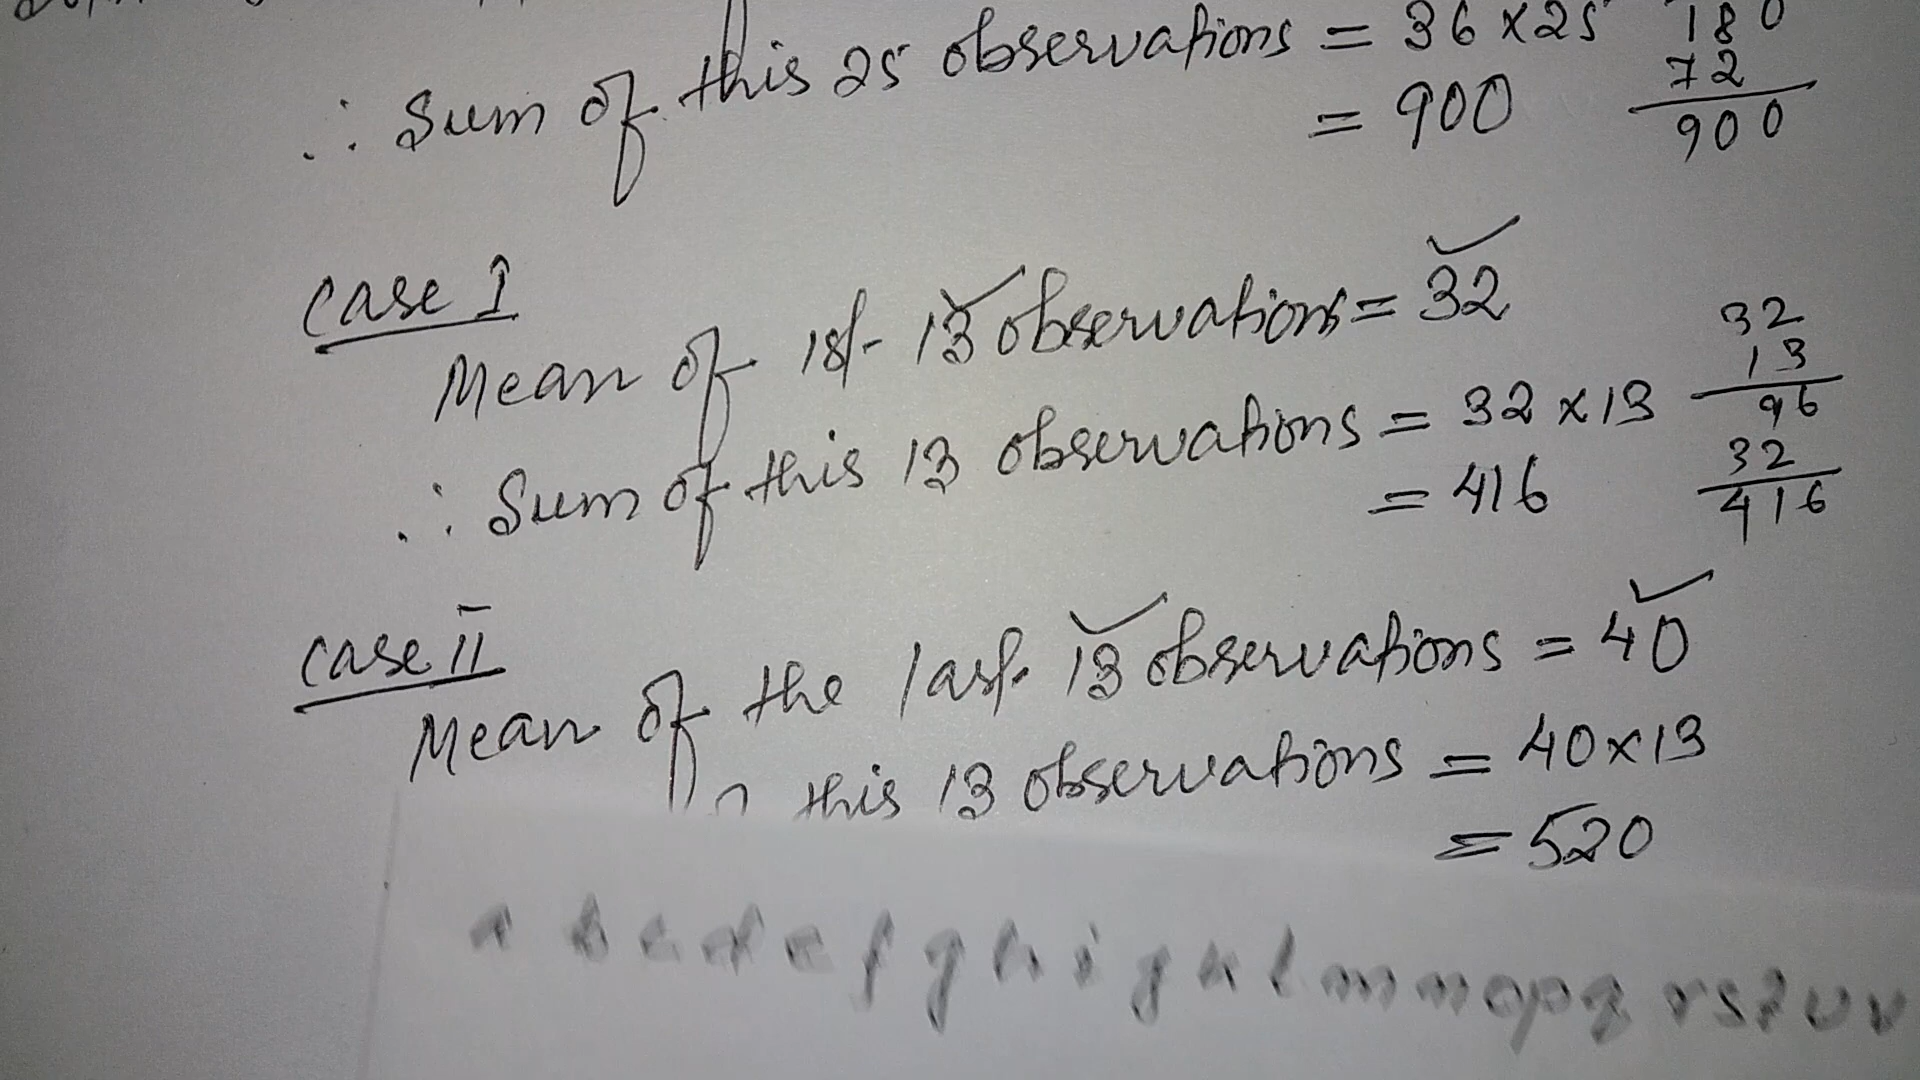 ∴ Sum of this 25 observations = 36 x 25
= 900
180
72
900
case I
Mean of 1st 13 observations = 32
∴ Sum of this 13 observations = 32 x 13
= 416
32
13
96
32
416
case II
Mean of the last 13 observations = 40
this 13 observations = 40 x 13
= 520
a b c d e f g h i j k l m n o p q r s t u v